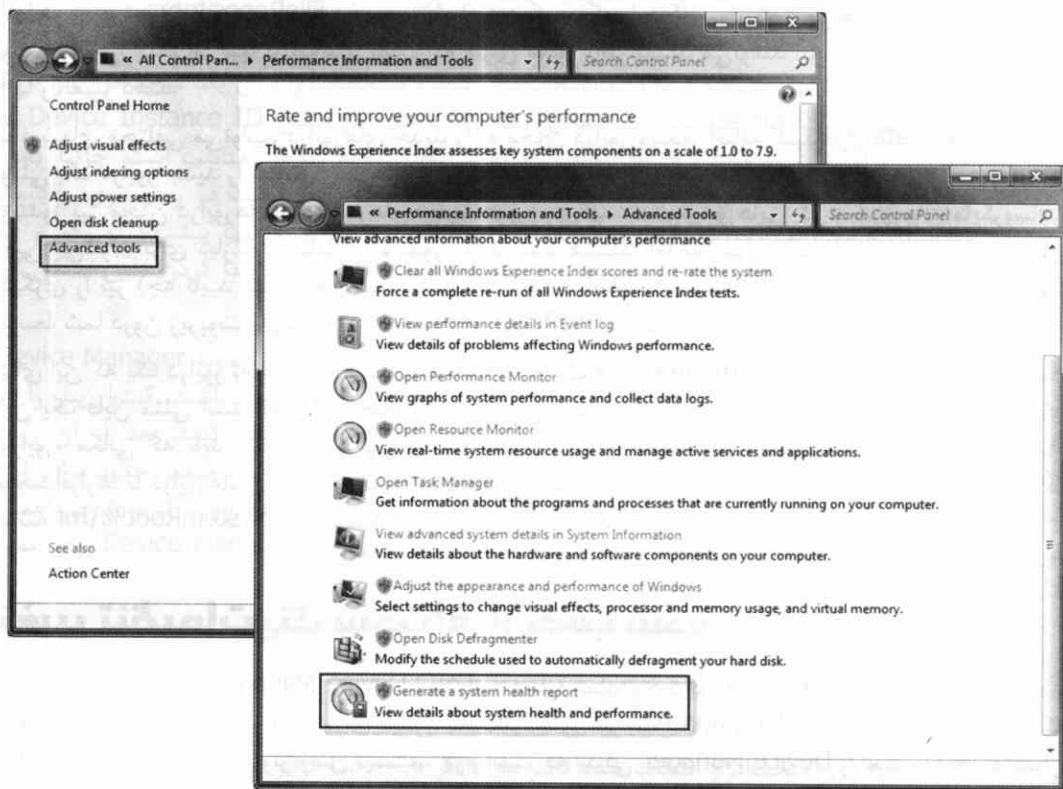 « All Control Pan... ▸ Performance Information and Tools
Search Control Panel
Control Panel Home
Adjust visual effects
Adjust indexing options
Adjust power settings
Open disk cleanup
Advanced tools
See also
Action Center
Rate and improve your computer's performance
The Windows Experience Index assesses key system components on a scale of 1.0 to 7.9.
« Performance Information and Tools ▸ Advanced Tools
Search Control Panel
View advanced information about your computer's performance
Clear all Windows Experience Index scores and re-rate the system
Force a complete re-run of all Windows Experience Index tests.
View performance details in Event log
View details of problems affecting Windows performance.
Open Performance Monitor
View graphs of system performance and collect data logs.
Open Resource Monitor
View real-time system resource usage and manage active services and applications.
Open Task Manager
Get information about the programs and processes that are currently running on your computer.
View advanced system details in System Information
View details about the hardware and software components on your computer.
Adjust the appearance and performance of Windows
Select settings to change visual effects, processor and memory usage, and virtual memory.
Open Disk Defragmenter
Modify the schedule used to automatically defragment your hard disk.
Generate a system health report
View details about system health and performance.